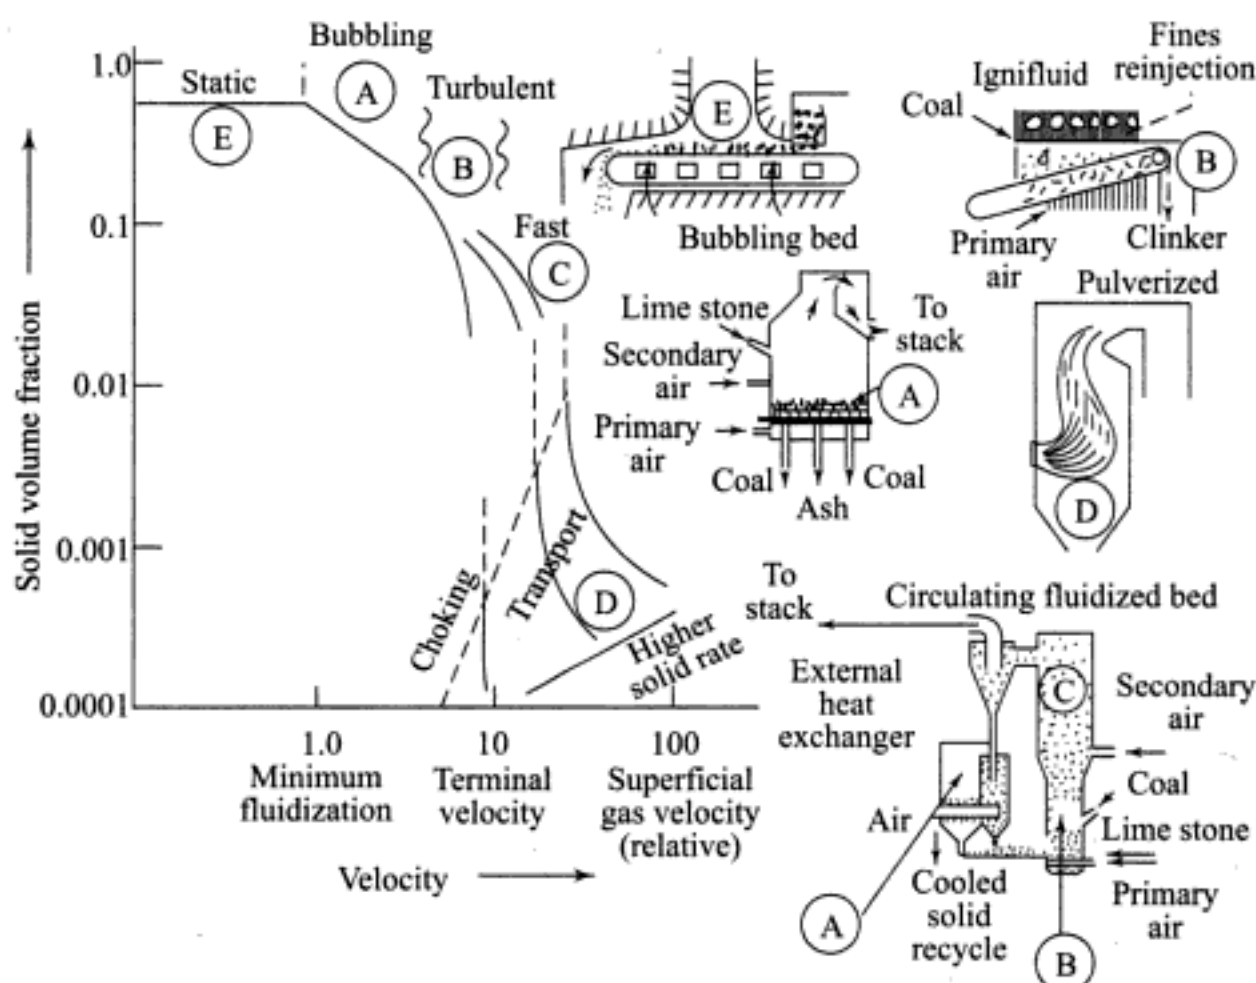 Bubbling
1.0
Static
A
Turbulent
E
B
0.1
Fast
C
0.01
0.001
0.0001
Solid volume fraction
Choking
Transport
D
Higher
solid rate
1.0
10
100
Minimum
fluidization
Terminal
velocity
Superficial
gas velocity
(relative)
Velocity
E
Bubbling bed
Ignifluid
Fines
reinjection
Coal
4
B
Primary
air
Clinker
Lime stone
To
stack
Secondary
air
A
Primary
air
Coal
Ash
Coal
Pulverized
D
Circulating fluidized bed
To
stack
External
heat
exchanger
C
Secondary
air
Coal
Air
Lime stone
Cooled
solid
recycle
Primary
air
A
B